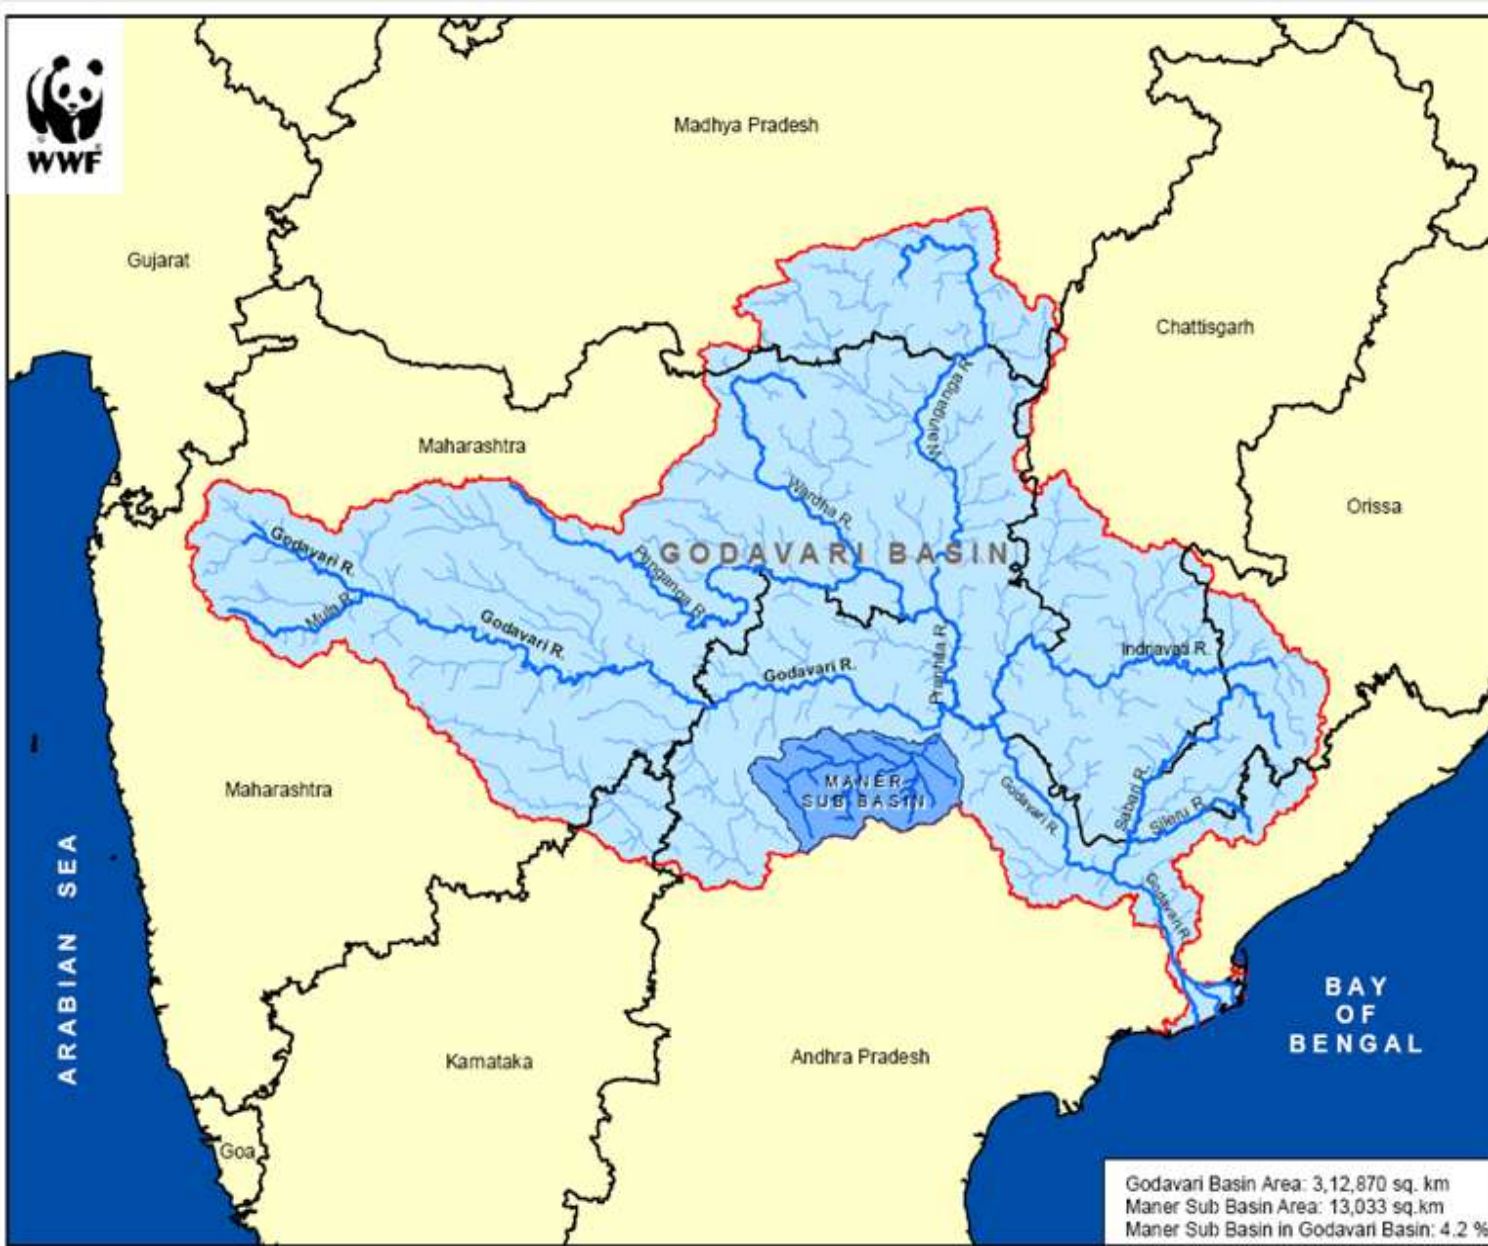 WWF
Madhya Pradesh
Gujarat
Chattisgarh
Maharashtra
Orissa
Wainganga R.
Wardha R.
GODAVARI BASIN
Godavari R.
Penganga R.
Mula R.
Godavari R.
Godavari R.
Pranhita R.
Indriavati R.
MANER
SUB BASIN
Maharashtra
Godavari R.
Sabari R.
Sileru R.
Godavari R.
ARABIAN SEA
BAY
OF
BENGAL
Karnataka
Andhra Pradesh
Goa
Godavari Basin Area: 3,12,870 sq. km
Maner Sub Basin Area: 13,033 sq.km
Maner Sub Basin in Godavari Basin: 4.2 %